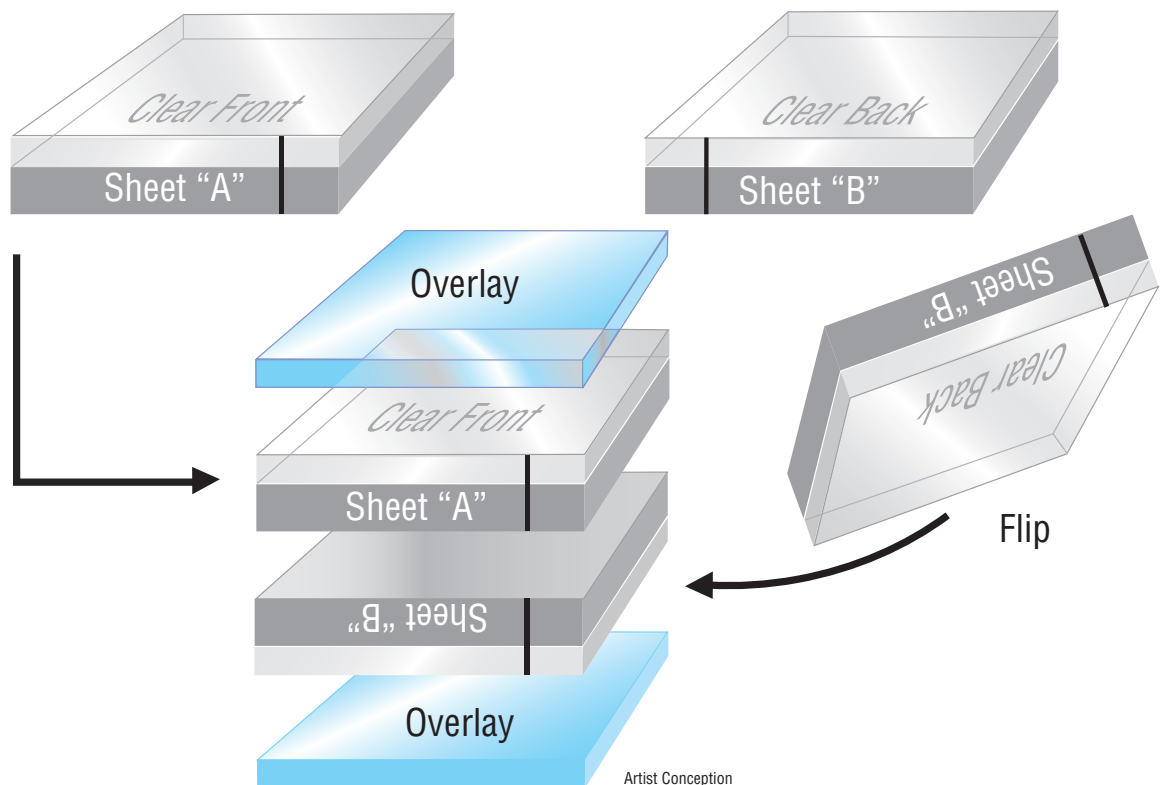 Clear Front
Sheet “A”
Clear Back
Sheet “B”
Overlay
Sheet “B”
Clear Back
Clear Front
Sheet “A”
Flip
Sheet “B”
Overlay
Artist Conception